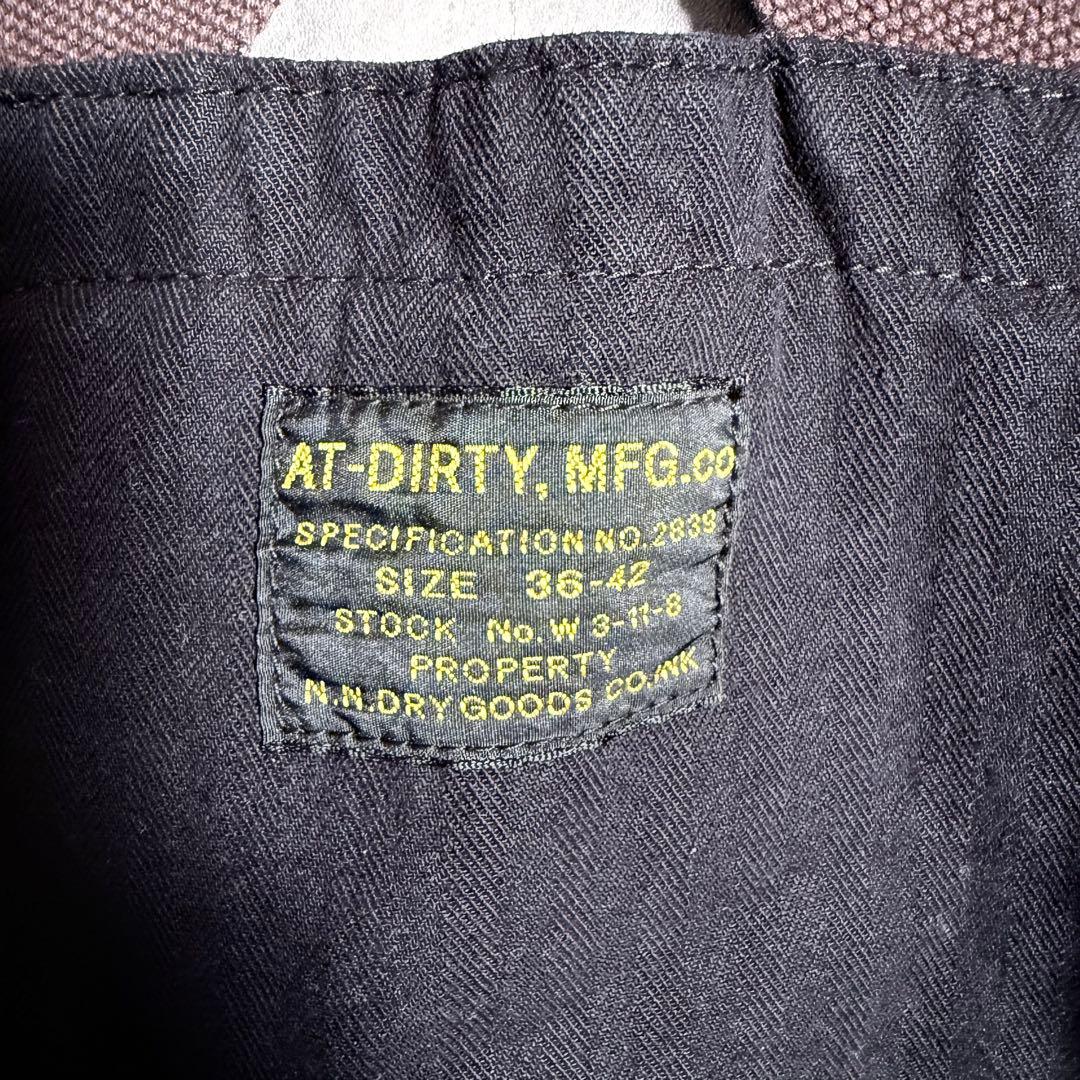 AT-DIRTY, MFG.CO
SPECIFICATION NO.2839
SIZE 36-42
STOCK No.W 3-11-8
PROPERTY
N.N.DRY GOODS CO.INK